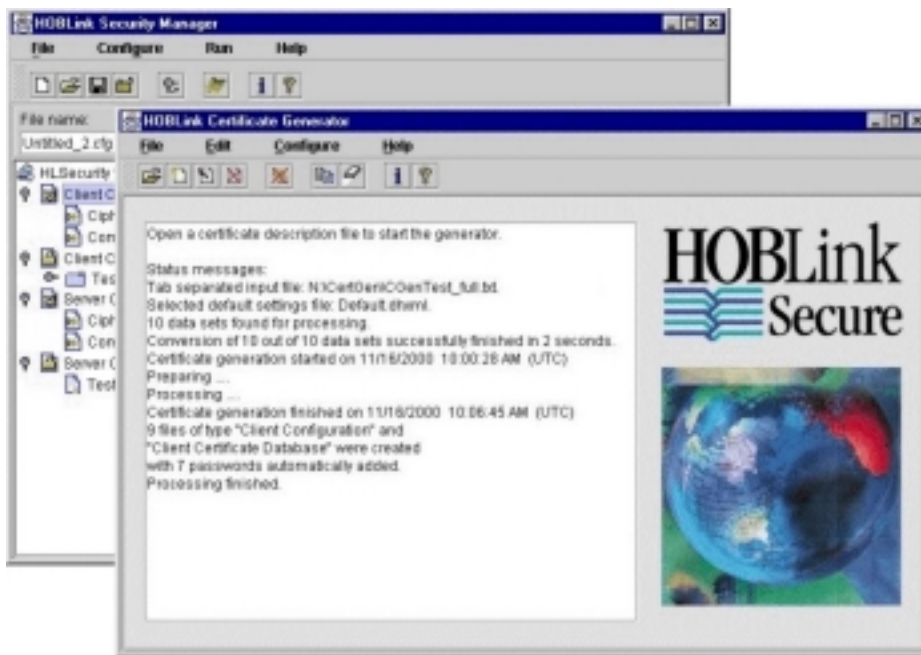 HOBLink Security Manager
File Configure Run Help
File name:
Untitled_2.cfg
HLSecurity
Client C
Ciph
Con
Client C
Tes
Server C
Ciph
Con
Server C
Test
HOBLink Certificate Generator
File Edit Configure Help
Open a certificate description file to start the generator.
Status messages:
Tab separated input file: N:\CertGen\CGenTest_full.txt.
Selected default settings file: Default.dhxml.
10 data sets found for processing.
Conversion of 10 out of 10 data sets successfully finished in 2 seconds.
Certificate generation started on 11/16/2000 10:00:28 AM (UTC)
Preparing ....
Processing ....
Certificate generation finished on 11/16/2000 10:06:45 AM (UTC)
9 files of type "Client Configuration" and
"Client Certificate Database" were created
with 7 passwords automatically added.
Processing finished.
HOBLink
Secure